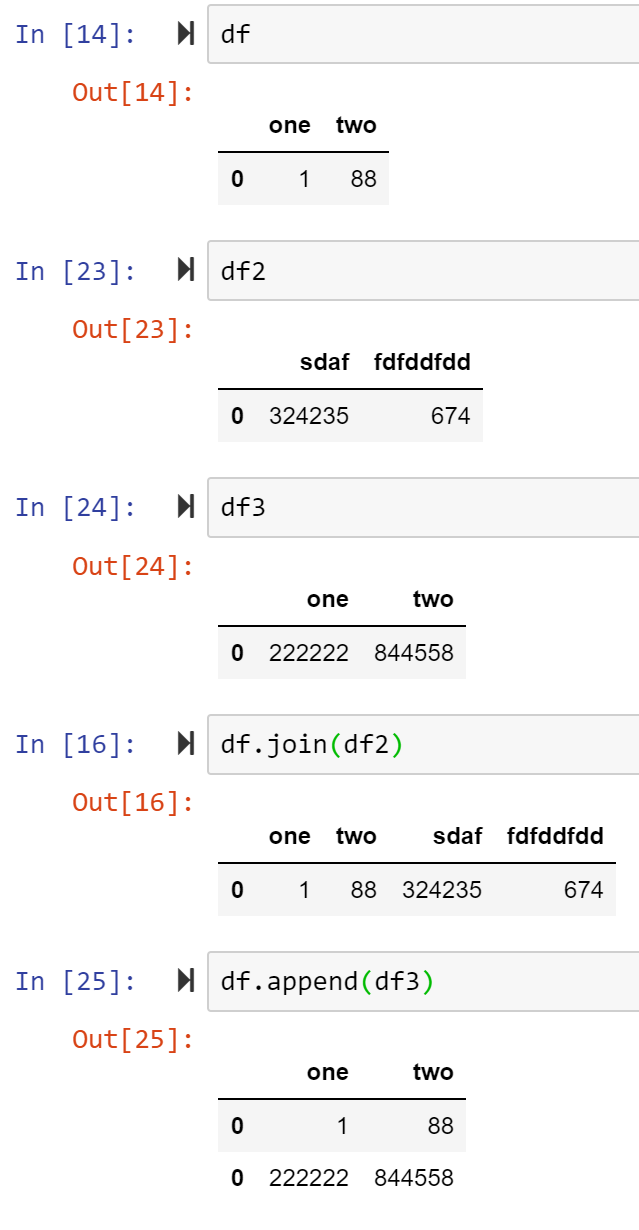 In [14]: df
Out[14]:
one two
0 1 88
In [23]: df2
Out[23]:
sdaf fdfddfdd
0 324235 674
In [24]: df3
Out[24]:
one two
0 222222 844558
In [16]: df.join(df2)
Out[16]:
one two sdaf fdfddfdd
0 1 88 324235 674
In [25]: df.append(df3)
Out[25]:
one two
0 1 88
0 222222 844558